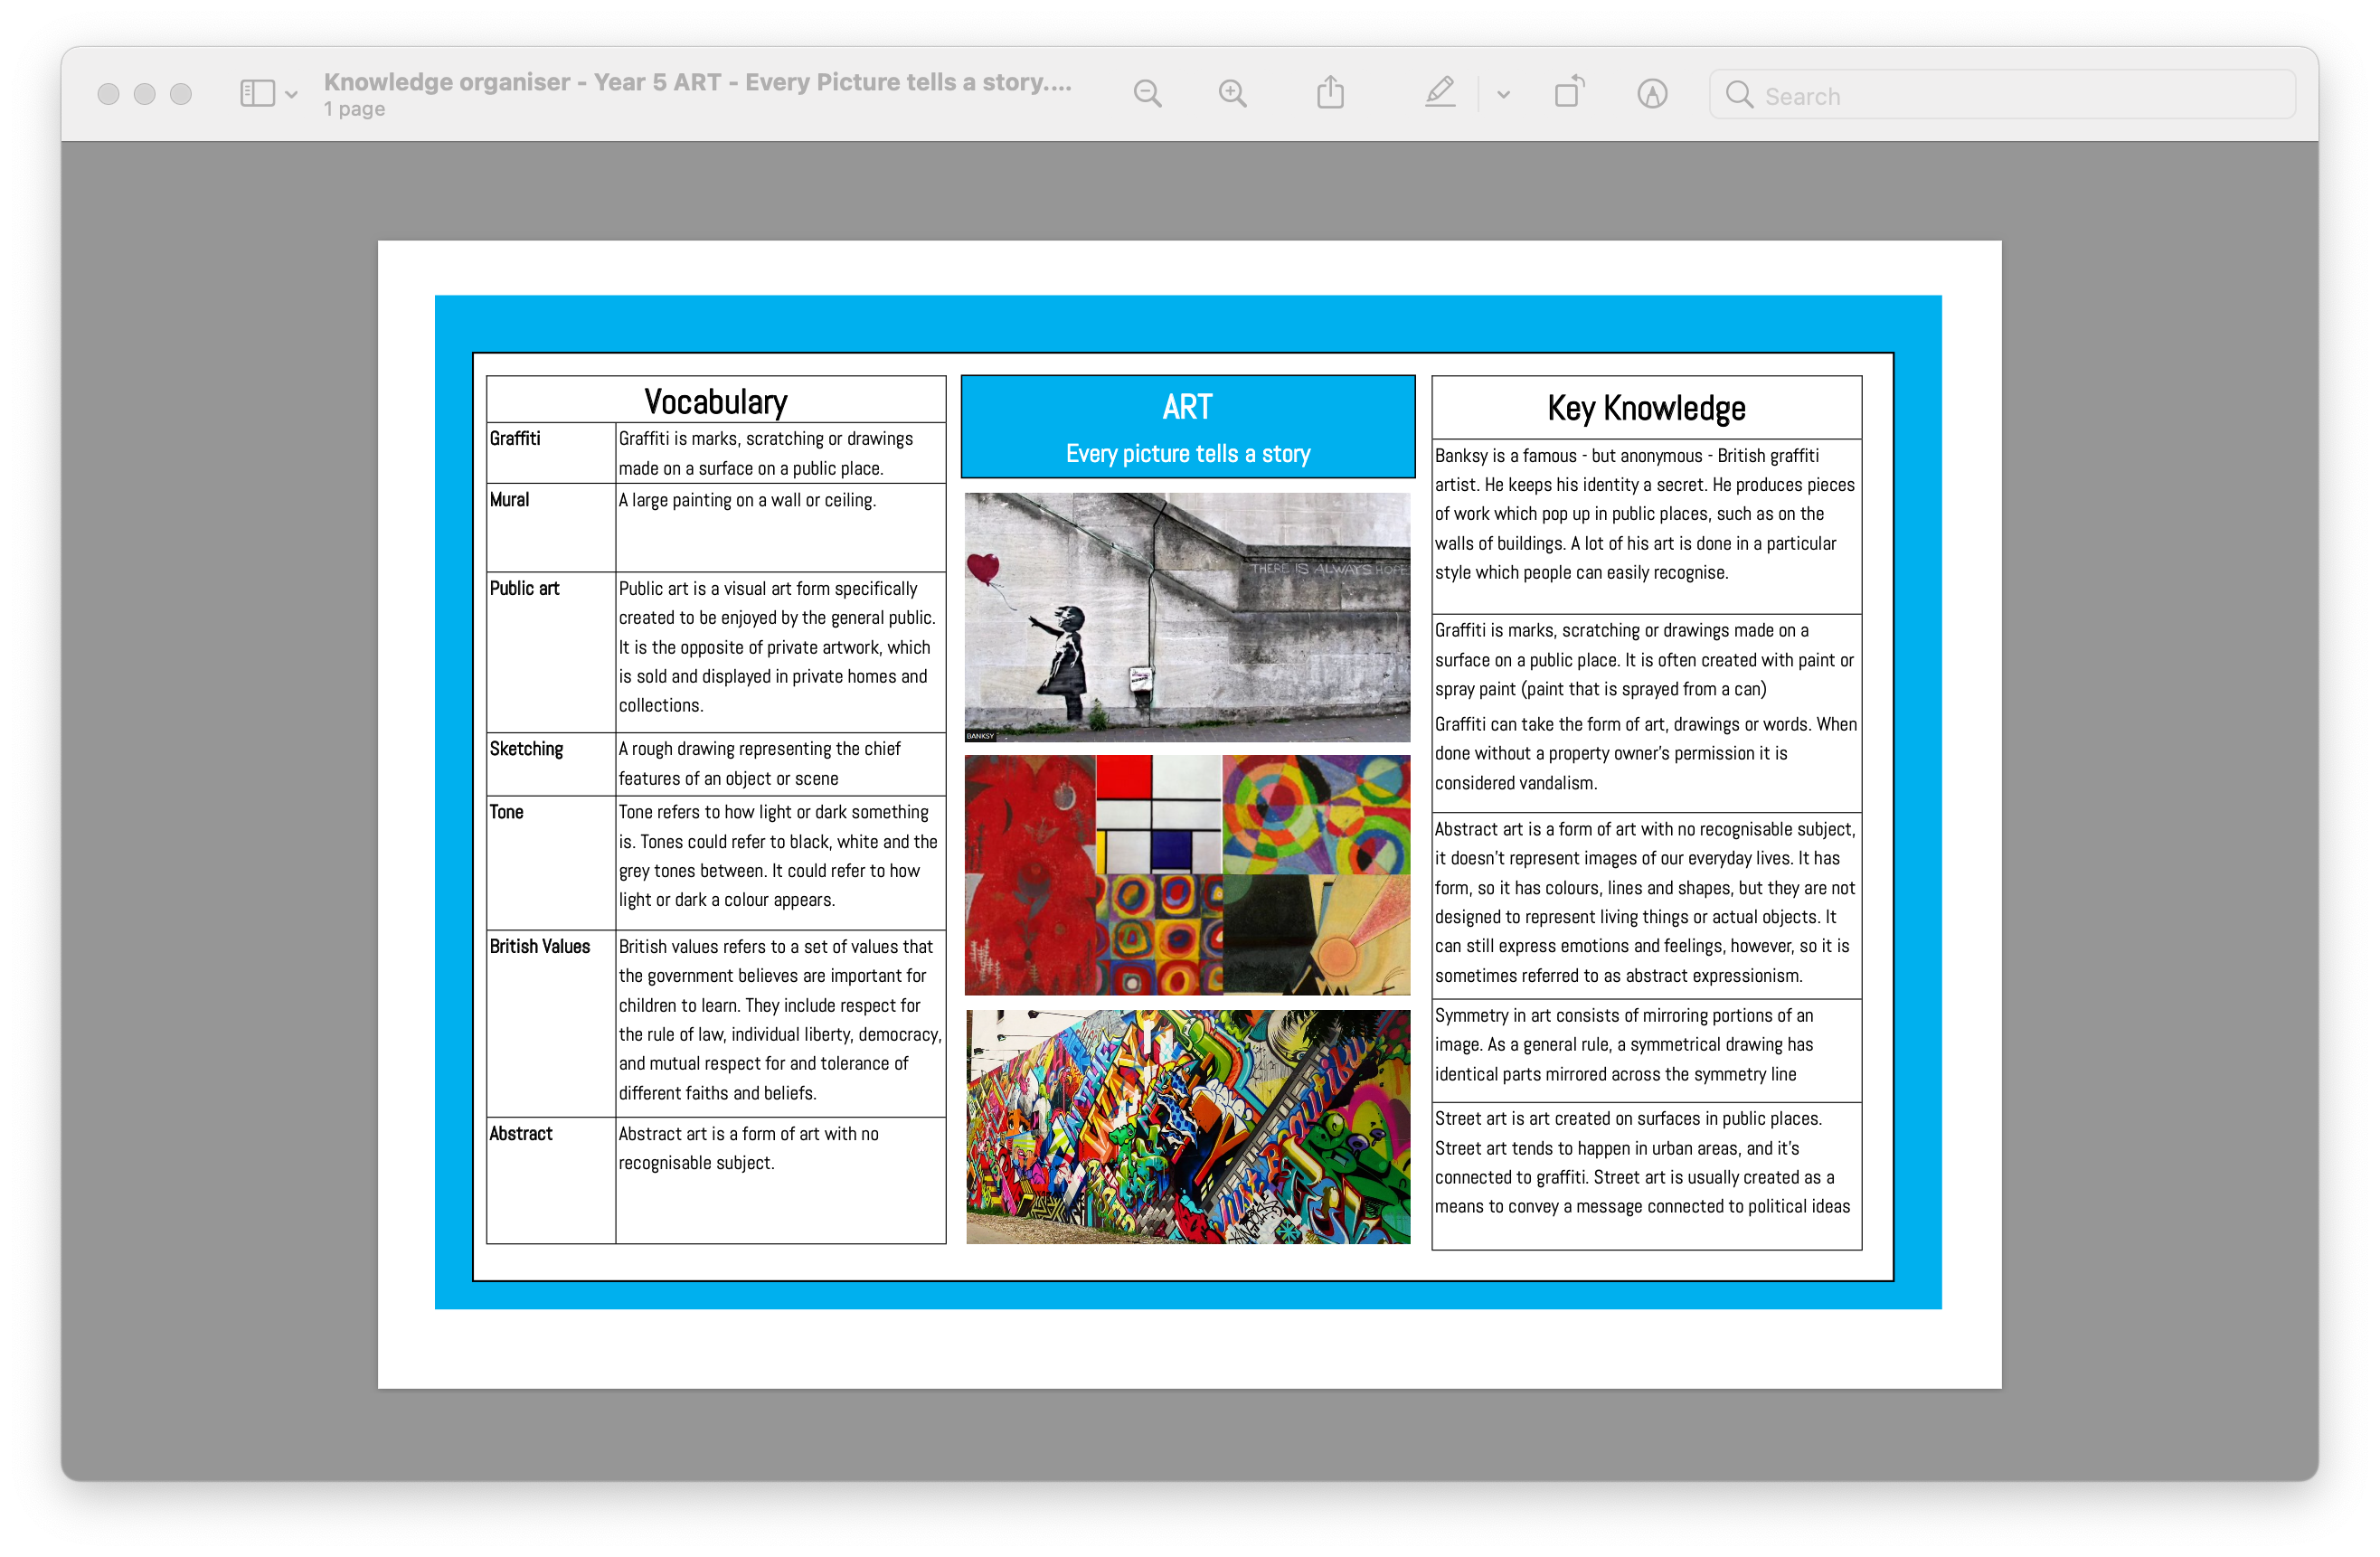 Knowledge organiser - Year 5 ART - Every Picture tells a story....
1 page
Search
Vocabulary
Graffiti
Graffiti is marks, scratching or drawings
made on a surface on a public place.
Mural
A large painting on a wall or ceiling.
Public art
Public art is a visual art form specifically
created to be enjoyed by the general public.
It is the opposite of private artwork, which
is sold and displayed in private homes and
collections.
Sketching
A rough drawing representing the chief
features of an object or scene
Tone
Tone refers to how light or dark something
is. Tones could refer to black, white and the
grey tones between. It could refer to how
light or dark a colour appears.
British Values
British values refers to a set of values that
the government believes are important for
children to learn. They include respect for
the rule of law, individual liberty, democracy,
and mutual respect for and tolerance of
different faiths and beliefs.
Abstract
Abstract art is a form of art with no
recognisable subject.
ART
Every picture tells a story
THERE IS ALWAYS HOPE
BANKSY
Key Knowledge
Banksy is a famous - but anonymous - British graffiti
artist. He keeps his identity a secret. He produces pieces
of work which pop up in public places, such as on the
walls of buildings. A lot of his art is done in a particular
style which people can easily recognise.
Graffiti is marks, scratching or drawings made on a
surface on a public place. It is often created with paint or
spray paint (paint that is sprayed from a can)
Graffiti can take the form of art, drawings or words. When
done without a property owner's permission it is
considered vandalism.
Abstract art is a form of art with no recognisable subject,
it doesn't represent images of our everyday lives. It has
form, so it has colours, lines and shapes, but they are not
designed to represent living things or actual objects. It
can still express emotions and feelings, however, so it is
sometimes referred to as abstract expressionism.
Symmetry in art consists of mirroring portions of an
image. As a general rule, a symmetrical drawing has
identical parts mirrored across the symmetry line
Street art is art created on surfaces in public places.
Street art tends to happen in urban areas, and it's
connected to graffiti. Street art is usually created as a
means to convey a message connected to political ideas